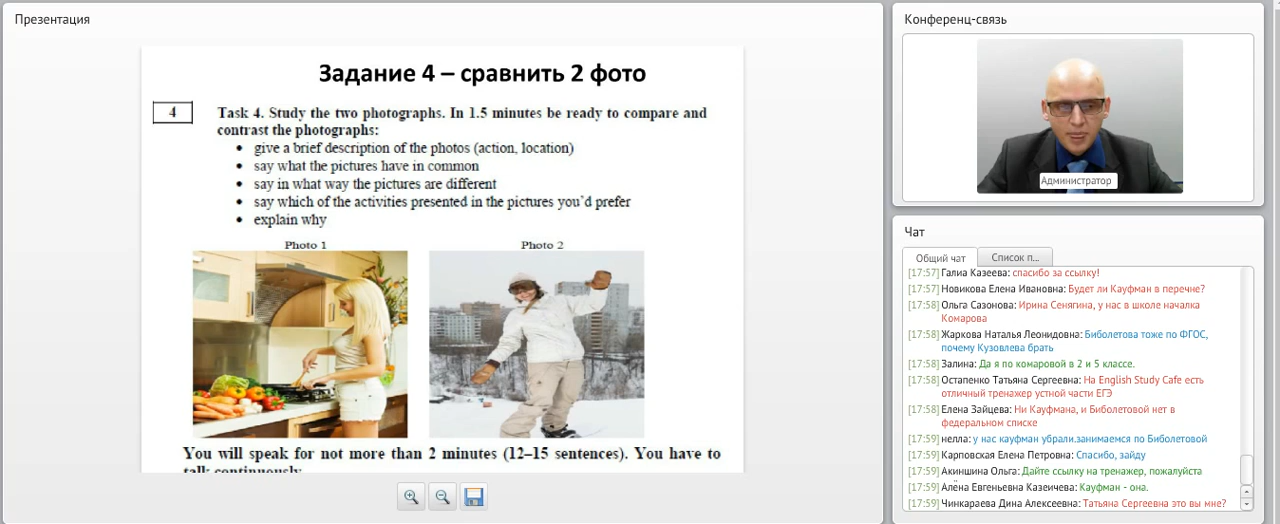 Презентация
Задание 4 – сравнить 2 фото
4
Task 4. Study the two photographs. In 1.5 minutes be ready to compare and
contrast the photographs:
• give a brief description of the photos (action, location)
• say what the pictures have in common
• say in what way the pictures are different
• say which of the activities presented in the pictures you’d prefer
• explain why
Photo 1
Photo 2
You will speak for not more than 2 minutes (12–15 sentences). You have to
talk continuously
Конференц-связь
Администратор
Чат
Общий чат
Список п...
[17:57] Галиа Казеева: спасибо за ссылку!
[17:57] Новикова Елена Ивановна: Будет ли Кауфман в перечне?
[17:58] Ольга Сазонова: Ирина Сенягина, у нас в школе началка
Комарова
[17:58] Жаркова Наталья Леонидовна: Биболетова тоже по ФГОС,
почему Кузовлева брать
[17:58] Залина: Да я по комаровой в 2 и 5 классе.
[17:58] Остапенко Татьяна Сергеевна: На English Study Cafe есть
отличный тренажер устной части ЕГЭ
[17:58] Елена Зайцева: Ни Кауфмана, и Биболетовой нет в
федеральном списке
[17:59] нелла: у нас кауфман убрали.занимаемся по Биболетовой
[17:59] Карповская Елена Петровна: Спасибо, зайду
[17:59] Акиншина Ольга: Дайте ссылку на тренажер, пожалуйста
[17:59] Алёна Евгеньевна Казеичева: Кауфман - она.
[17:59] Чинкараева Дина Алексеевна: Татьяна Сергеевна это вы мне?